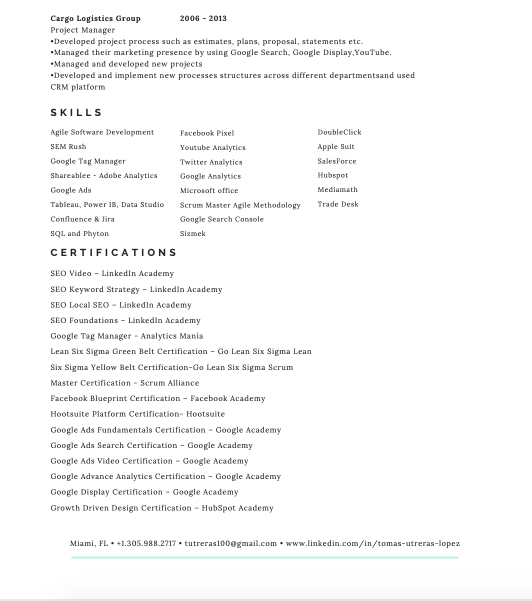 Cargo Logistics Group 2006 - 2013
Project Manager
•Developed project process such as estimates, plans, proposal, statements etc.
•Managed their marketing presence by using Google Search, Google Display,YouTube.
•Managed and developed new projects
•Developed and implement new processes structures across different departmentsand used
CRM platform
SKILLS
Agile Software Development
SEM Rush
Google Tag Manager
Shareablee - Adobe Analytics
Google Ads
Tableau, Power IB, Data Studio
Confluence & Jira
SQL and Phyton
Facebook Pixel
Youtube Analytics
Twitter Analytics
Google Analytics
Microsoft office
Scrum Master Agile Methodology
Google Search Console
Sizmek
DoubleClick
Apple Suit
SalesForce
Hubspot
Mediamath
Trade Desk
CERTIFICATIONS
SEO Video – LinkedIn Academy
SEO Keyword Strategy – LinkedIn Academy
SEO Local SEO – LinkedIn Academy
SEO Foundations – LinkedIn Academy
Google Tag Manager - Analytics Mania
Lean Six Sigma Green Belt Certification – Go Lean Six Sigma Lean
Six Sigma Yellow Belt Certification-Go Lean Six Sigma Scrum
Master Certification - Scrum Alliance
Facebook Blueprint Certification – Facebook Academy
Hootsuite Platform Certification- Hootsuite
Google Ads Fundamentals Certification – Google Academy
Google Ads Search Certification – Google Academy
Google Ads Video Certification – Google Academy
Google Advance Analytics Certification – Google Academy
Google Display Certification – Google Academy
Growth Driven Design Certification – HubSpot Academy
Miami, FL • +1.305.988.2717 • tutreras100@gmail.com • www.linkedin.com/in/tomas-utreras-lopez